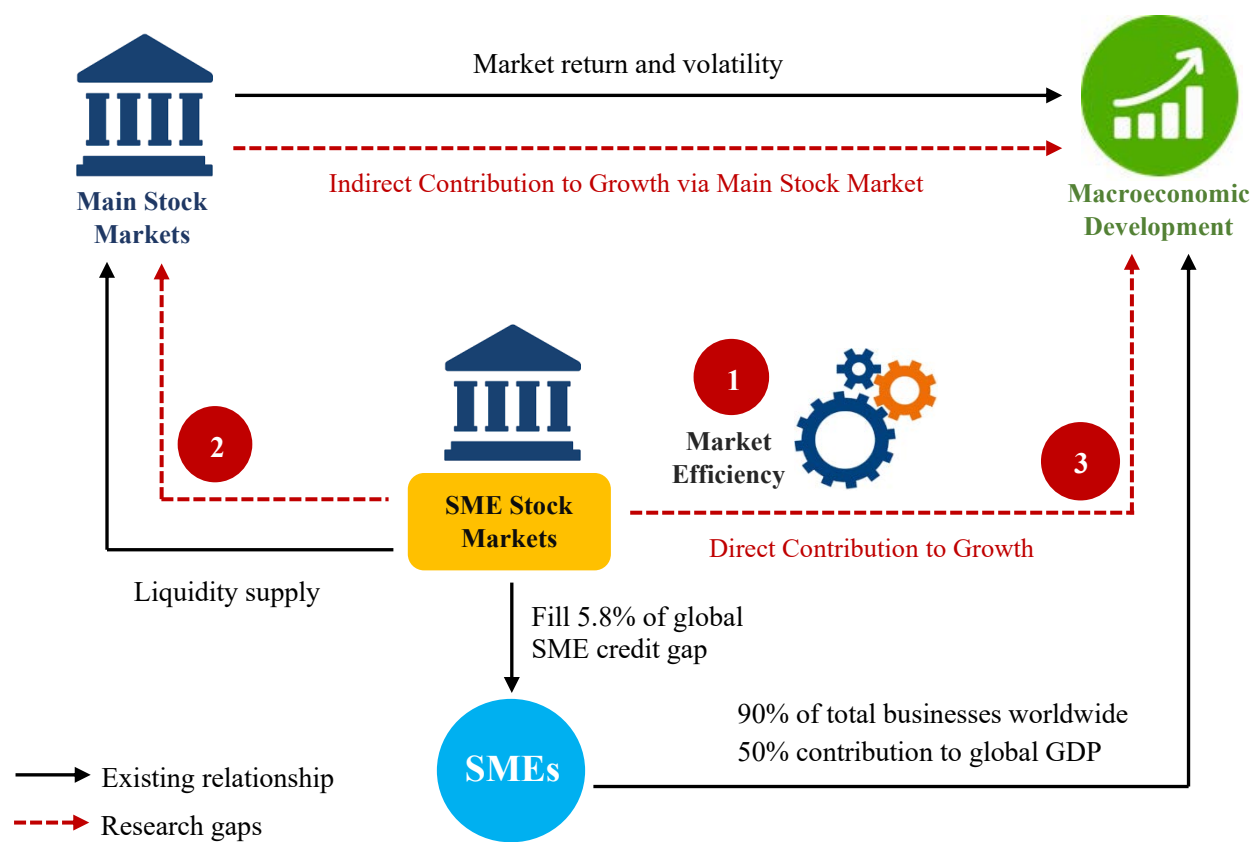 Market return and volatility
Indirect Contribution to Growth via Main Stock Market
Main Stock
Markets
Macroeconomic
Development
1
Market
Efficiency
2
3
SME Stock
Markets
Direct Contribution to Growth
Liquidity supply
Fill 5.8% of global
SME credit gap
90% of total businesses worldwide
50% contribution to global GDP
SMEs
Existing relationship
Research gaps